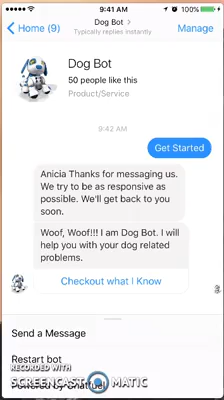 9:41 AM
100%
Home (9)
Dog Bot >
Typically replies instantly
Manage
Dog Bot
50 people like this
Product/Service
9:42 AM
Get Started
Anicia Thanks for messaging us.
We try to be as responsive as
possible. We'll get back to you
soon.
Woof, Woof!!! I am Dog Bot. I will
help you with your dog related
problems.
Checkout what I Know
Send a Message
Restart bot
RECORDED WITH
Powered by Chatfuel
SCREENCAST MATIC